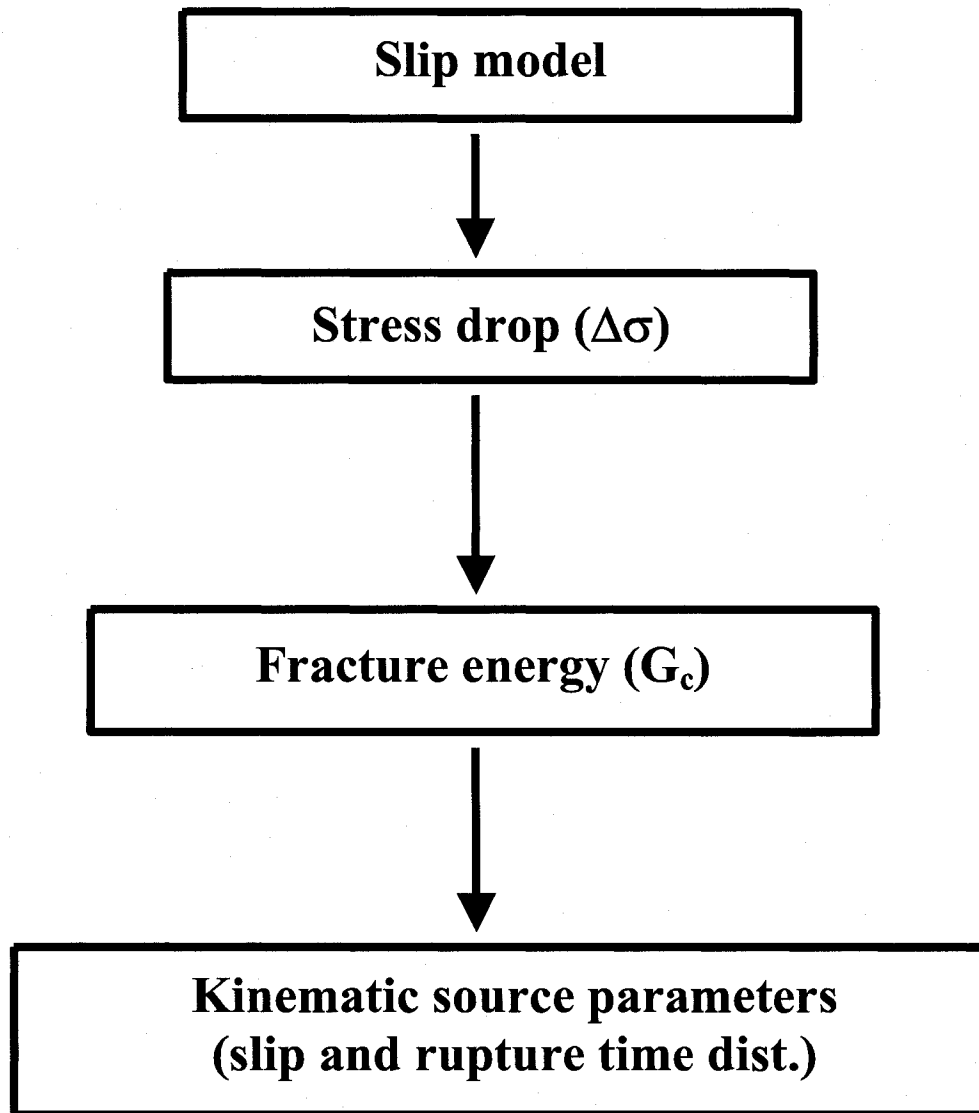 Slip model
Stress drop (Δσ)
Fracture energy (Gc)
Kinematic source parameters
(slip and rupture time dist.)